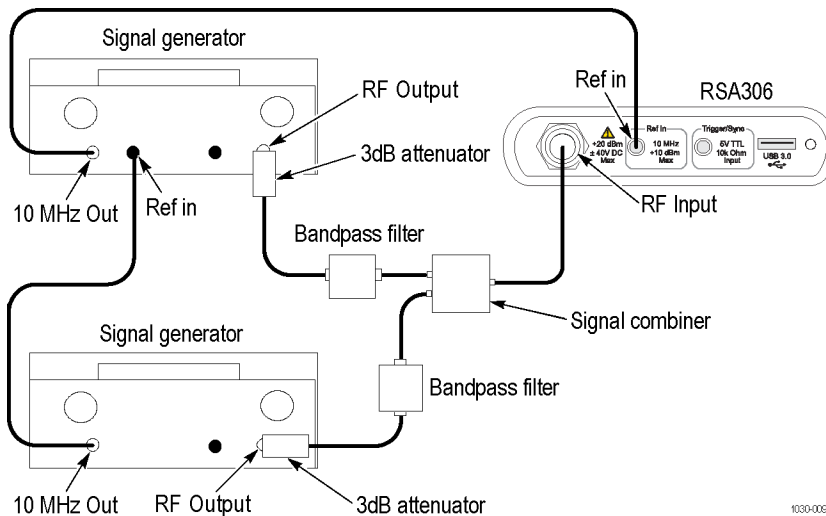 Signal generator
RF Output
3dB attenuator
10 MHz Out
Ref in
Ref in
RSA306
+20 dBm
± 40V DC
Max
Ref In
10 MHz
+10 dBm
Max
Trigger/Sync
5V TTL
10k Ohm
Input
USB 3.0
RF Input
Bandpass filter
Signal combiner
Signal generator
Bandpass filter
10 MHz Out
RF Output
3dB attenuator
1030-009